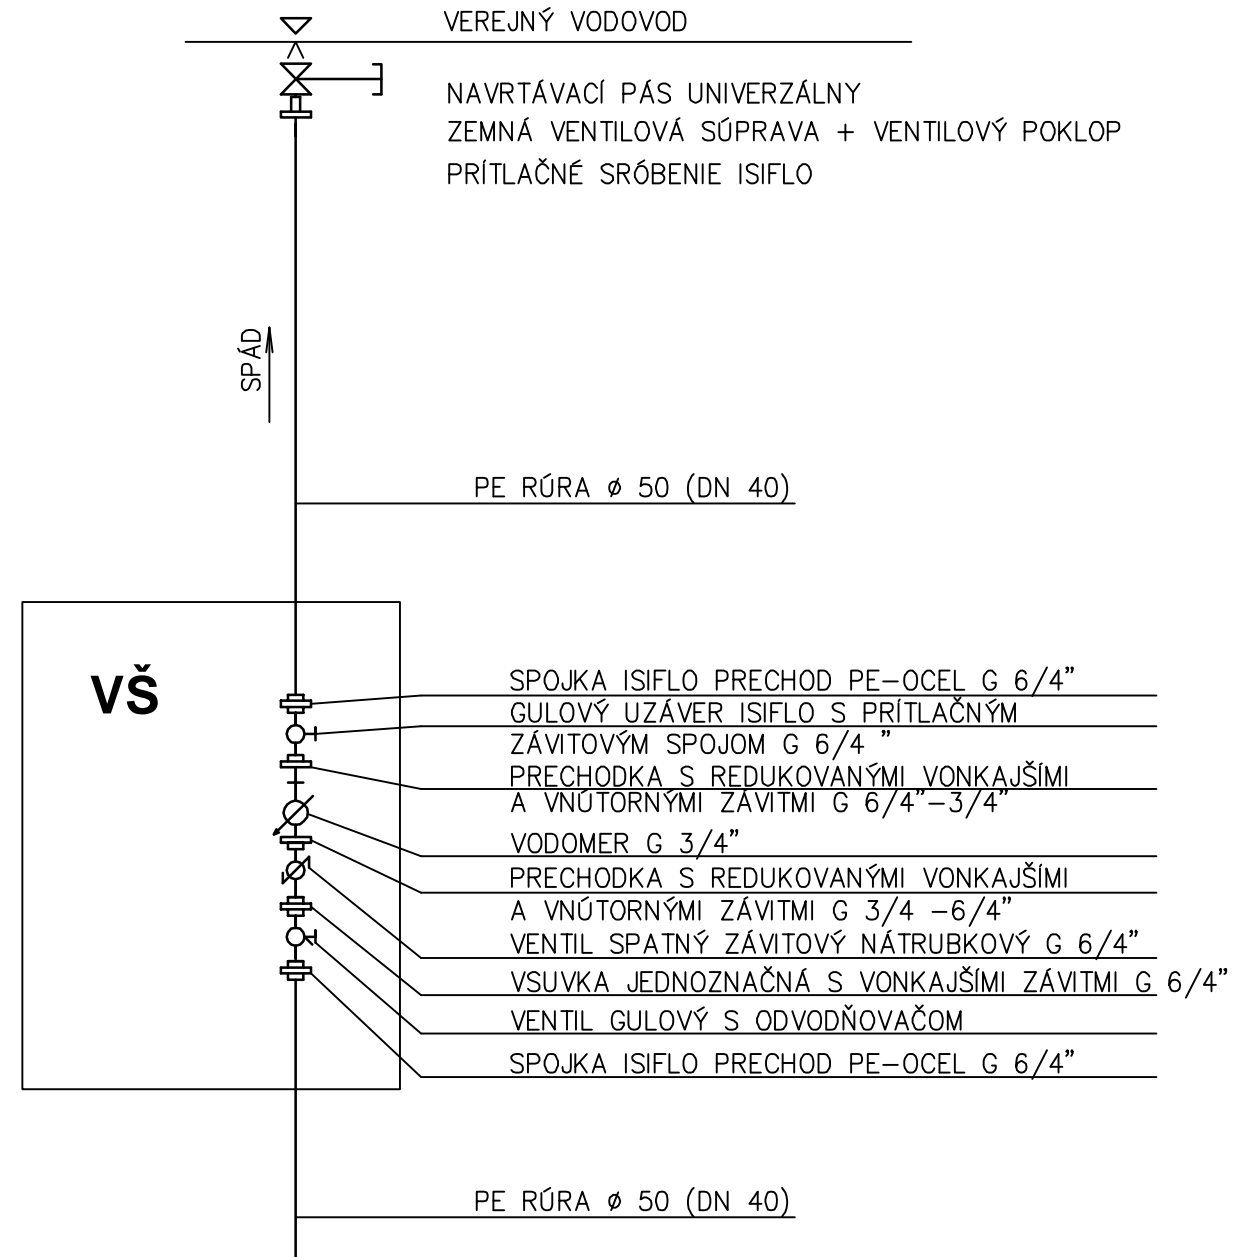 VEREJNÝ VODOVOD
NAVRTÁVACÍ PÁS UNIVERZÁLNY
ZEMNÁ VENTILOVÁ SÚPRAVA + VENTILOVÝ POKLOP
PRÍTLAČNÉ SRÓBENIE ISIFLO
SPÁD
PE RÚRA ø 50 (DN 40)
VŠ
SPOJKA ISIFLO PRECHOD PE-OCEL G 6/4"
GULOVÝ UZÁVER ISIFLO S PRÍTLAČNÝM
ZÁVITOVÝM SPOJOM G 6/4 "
PRECHODKA S REDUKOVANÝMI VONKAJŠÍMI
A VNÚTORNÝMI ZÁVITMI G 6/4"-3/4"
VODOMER G 3/4"
PRECHODKA S REDUKOVANÝMI VONKAJŠÍMI
A VNÚTORNÝMI ZÁVITMI G 3/4 -6/4"
VENTIL SPATNÝ ZÁVITOVÝ NÁTRUBKOVÝ G 6/4"
VSUVKA JEDNOZNAČNÁ S VONKAJŠÍMI ZÁVITMI G 6/4"
VENTIL GULOVÝ S ODVODŇOVAČOM
SPOJKA ISIFLO PRECHOD PE-OCEL G 6/4"
PE RÚRA ø 50 (DN 40)